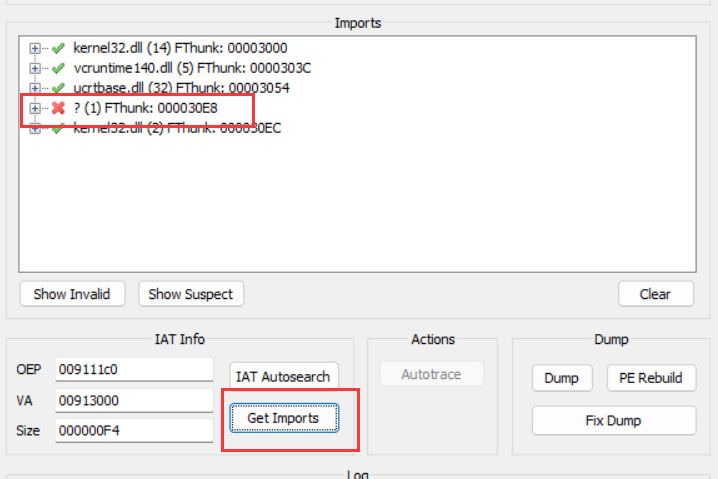 Imports
kernel32.dll (14) FThunk: 00003000
vcruntime140.dll (5) FThunk: 0000303C
ucrtbase.dll (32) FThunk: 00003054
? (1) FThunk: 000030E8
kernel32.dll (2) FThunk: 000030EC
Show Invalid Show Suspect Clear
IAT Info Actions Dump
OEP 009111c0 IAT Autosearch Autotrace Dump PE Rebuild
VA 00913000 Get Imports Fix Dump
Size 000000F4
Log